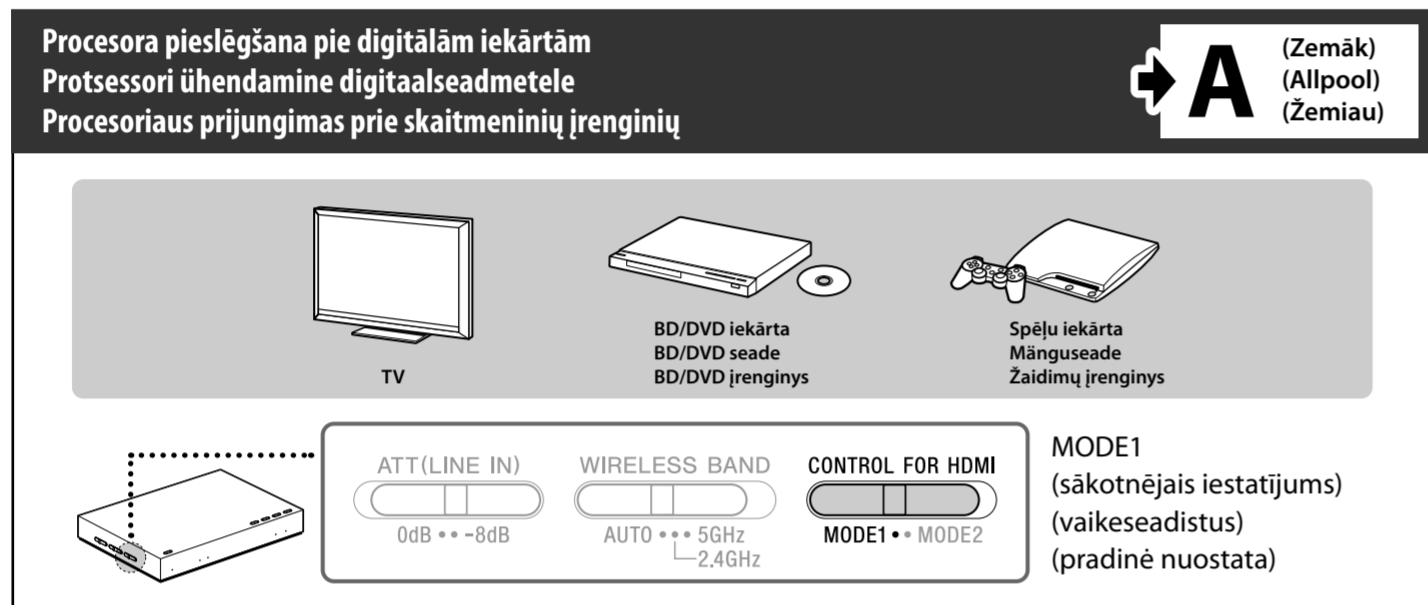 Procesora pieslēgšana pie digitālām iekārtām
Protsessori ühendamine digitaalseadmetele
Procesoriaus prijungimas prie skaitmeninių įrenginių
A
(Zemāk)
(Allpool)
(Žemiau)
TV
BD/DVD iekārta
BD/DVD seade
BD/DVD įrenginys
Spēļu iekārta
Mänguseade
Žaidimų įrenginys
ATT(LINE IN)
0dB •• -8dB
WIRELESS BAND
AUTO ••• 5GHz
2.4GHz
CONTROL FOR HDMI
MODE1 •• MODE2
MODE1
(sākotnējais iestatījums)
(vaikeseadistus)
(pradinė nuostata)